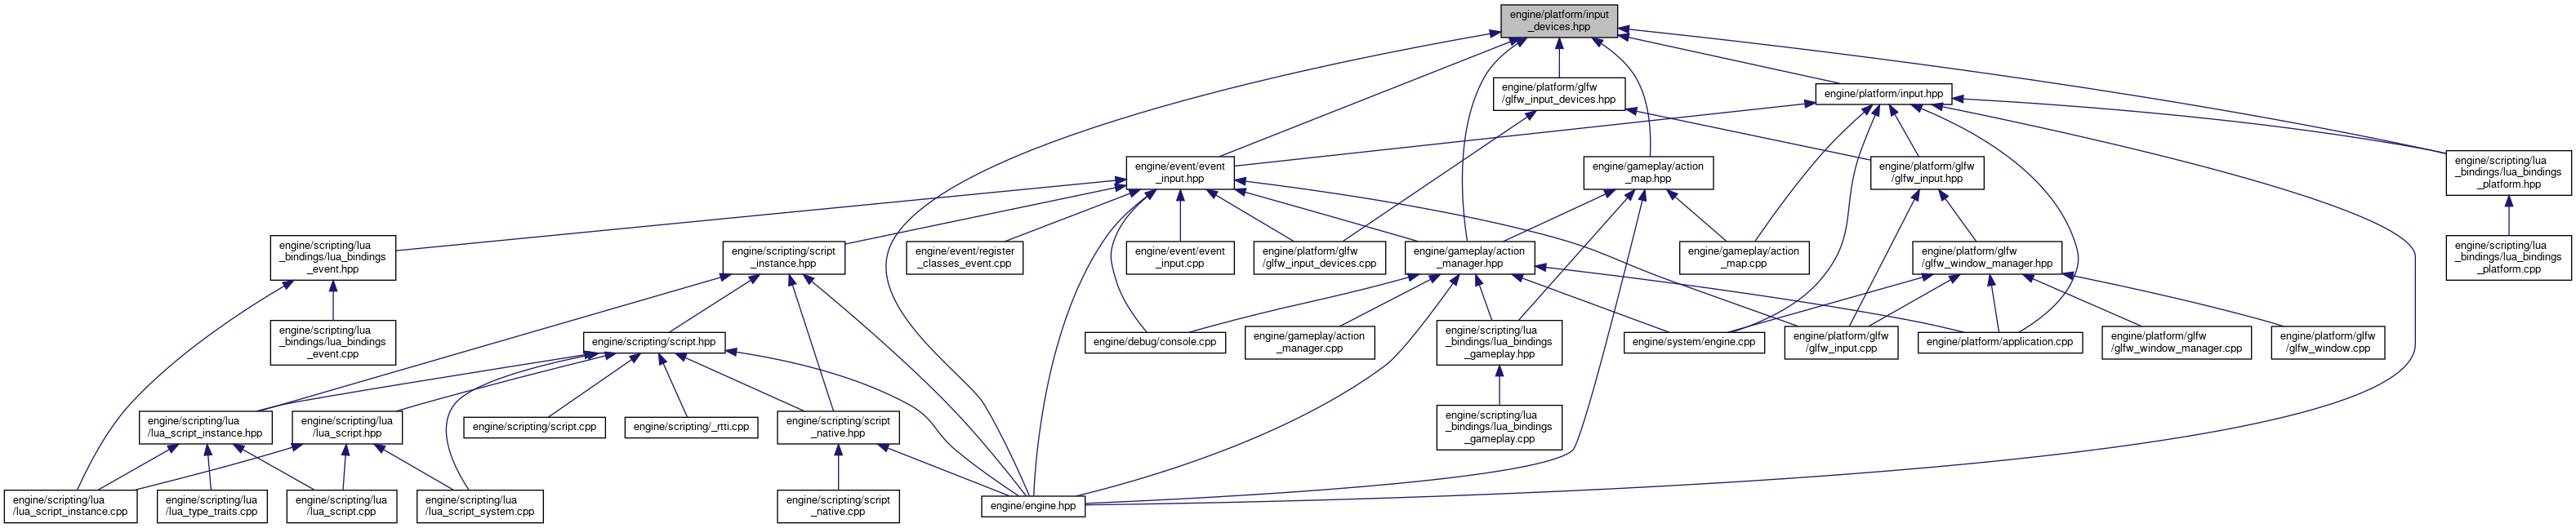 engine/platform/input
_devices.hpp
engine/platform/glfw
/glfw_input_devices.hpp
engine/platform/input.hpp
engine/event/event
_input.hpp
engine/gameplay/action
_map.hpp
engine/platform/glfw
/glfw_input.hpp
engine/scripting/lua
_bindings/lua_bindings
_platform.hpp
engine/scripting/lua
_bindings/lua_bindings
_event.hpp
engine/scripting/script
_instance.hpp
engine/event/register
_classes_event.cpp
engine/event/event
_input.cpp
engine/platform/glfw
/glfw_input_devices.cpp
engine/gameplay/action
_manager.hpp
engine/gameplay/action
_map.cpp
engine/platform/glfw
/glfw_window_manager.hpp
engine/scripting/lua
_bindings/lua_bindings
_platform.cpp
engine/scripting/lua
_bindings/lua_bindings
_event.cpp
engine/scripting/script.hpp
engine/debug/console.cpp
engine/gameplay/action
_manager.cpp
engine/scripting/lua
_bindings/lua_bindings
_gameplay.hpp
engine/system/engine.cpp
engine/platform/glfw
/glfw_input.cpp
engine/platform/application.cpp
engine/platform/glfw
/glfw_window_manager.cpp
engine/platform/glfw
/glfw_window.cpp
engine/scripting/lua
/lua_script_instance.hpp
engine/scripting/lua
/lua_script.hpp
engine/scripting/script.cpp
engine/scripting/_rtti.cpp
engine/scripting/script
_native.hpp
engine/scripting/lua
_bindings/lua_bindings
_gameplay.cpp
engine/scripting/lua
/lua_script_instance.cpp
engine/scripting/lua
/lua_type_traits.cpp
engine/scripting/lua
/lua_script.cpp
engine/scripting/lua
/lua_script_system.cpp
engine/scripting/script
_native.cpp
engine/engine.hpp